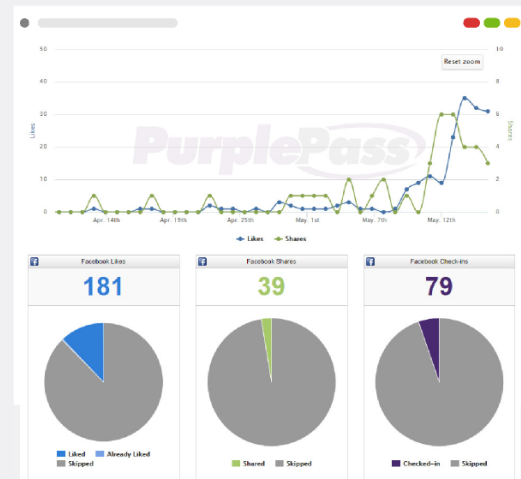 50
10
Reset zoom
40
8
30
6
Likes
PurplePass
Shares
20
4
10
2
0
0
Apr. 14th Apr. 19th Apr. 25th May. 1st May. 7th May. 12th
Likes Shares
Facebook Likes
181
Liked Already Liked
Skipped
Facebook Shares
39
Shared Skipped
Facebook Check-ins
79
Checked-in Skipped